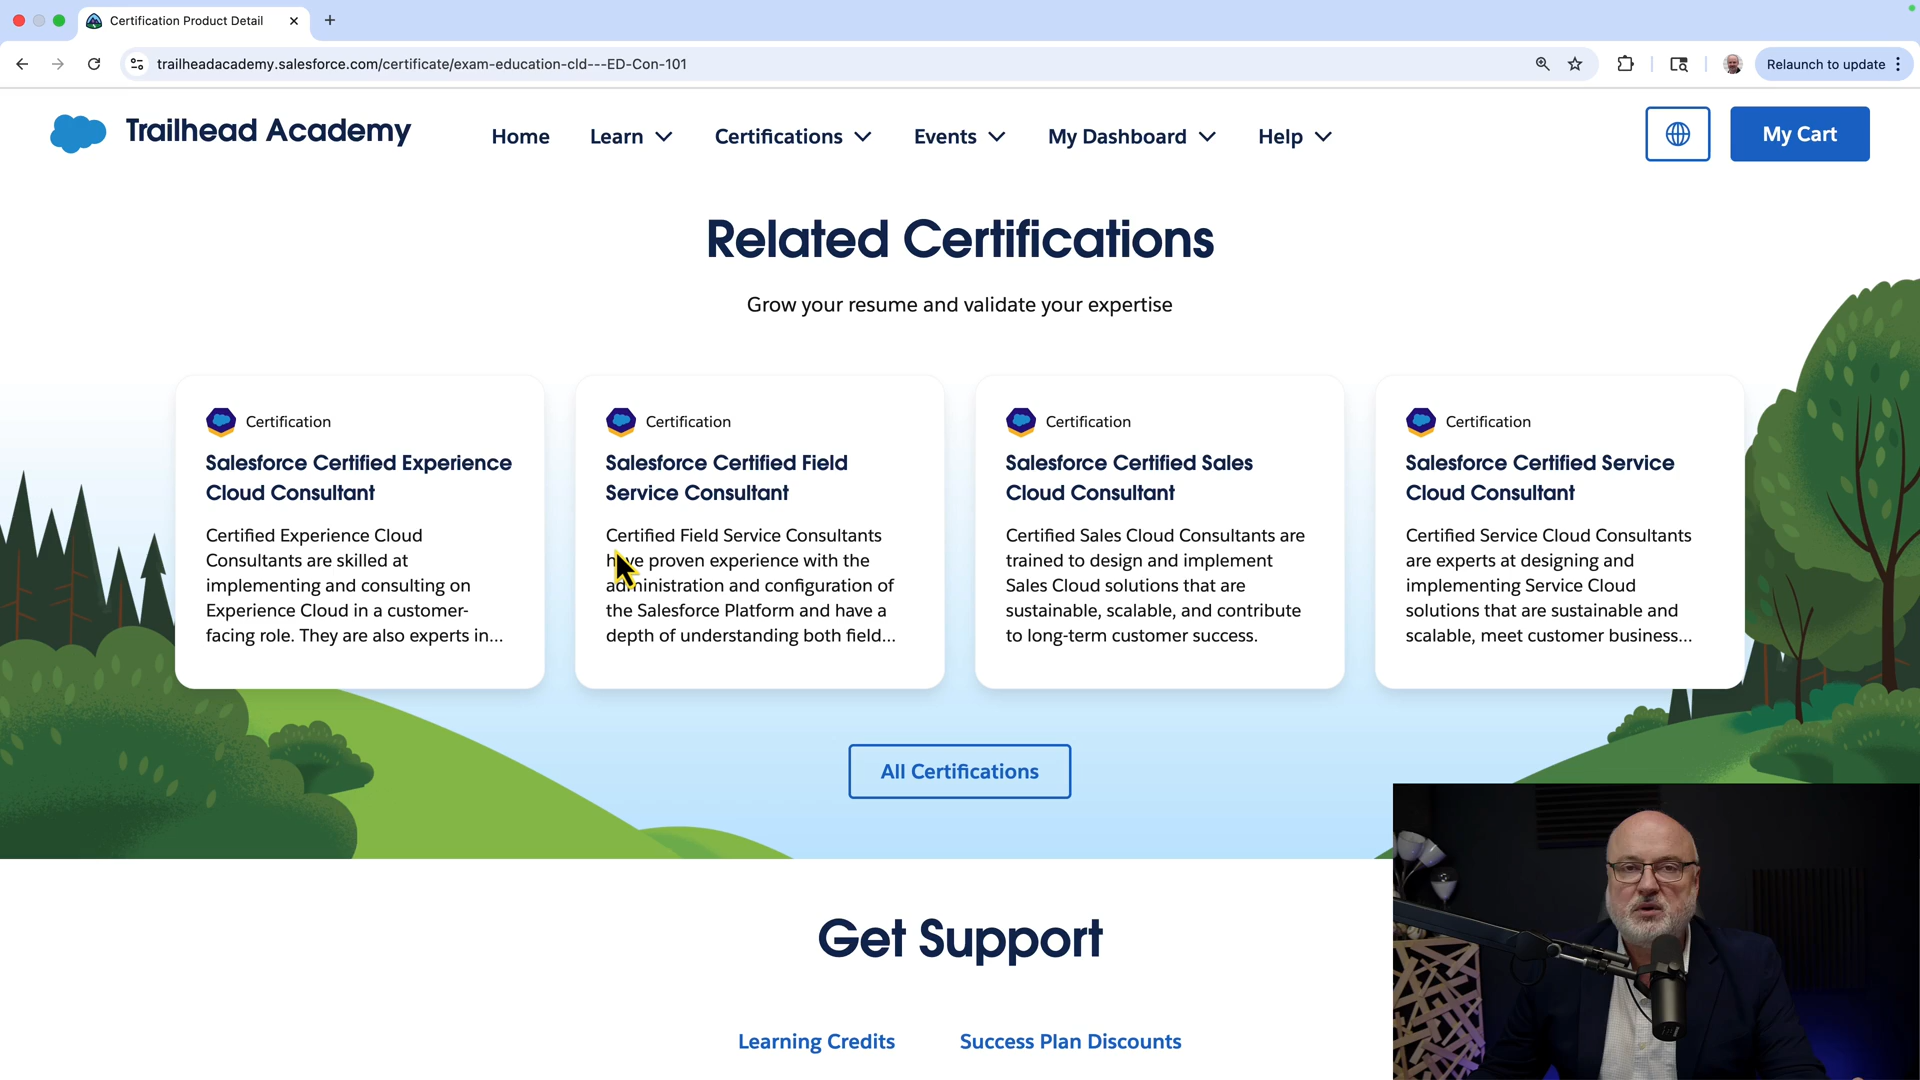 Certification Product Detail
trailheadacademy.salesforce.com/certificate/exam-education-cld---ED-Con-101
Relaunch to update
Trailhead Academy
Home
Learn
Certifications
Events
My Dashboard
Help
My Cart
Related Certifications
Grow your resume and validate your expertise
Certification
Salesforce Certified Experience
Cloud Consultant
Certified Experience Cloud
Consultants are skilled at
implementing and consulting on
Experience Cloud in a customer-
facing role. They are also experts in...
Certification
Salesforce Certified Field
Service Consultant
Certified Field Service Consultants
have proven experience with the
administration and configuration of
the Salesforce Platform and have a
depth of understanding both field...
Certification
Salesforce Certified Sales
Cloud Consultant
Certified Sales Cloud Consultants are
trained to design and implement
Sales Cloud solutions that are
sustainable, scalable, and contribute
to long-term customer success.
Certification
Salesforce Certified Service
Cloud Consultant
Certified Service Cloud Consultants
are experts at designing and
implementing Service Cloud
solutions that are sustainable and
scalable, meet customer business...
All Certifications
Get Support
Learning Credits
Success Plan Discounts